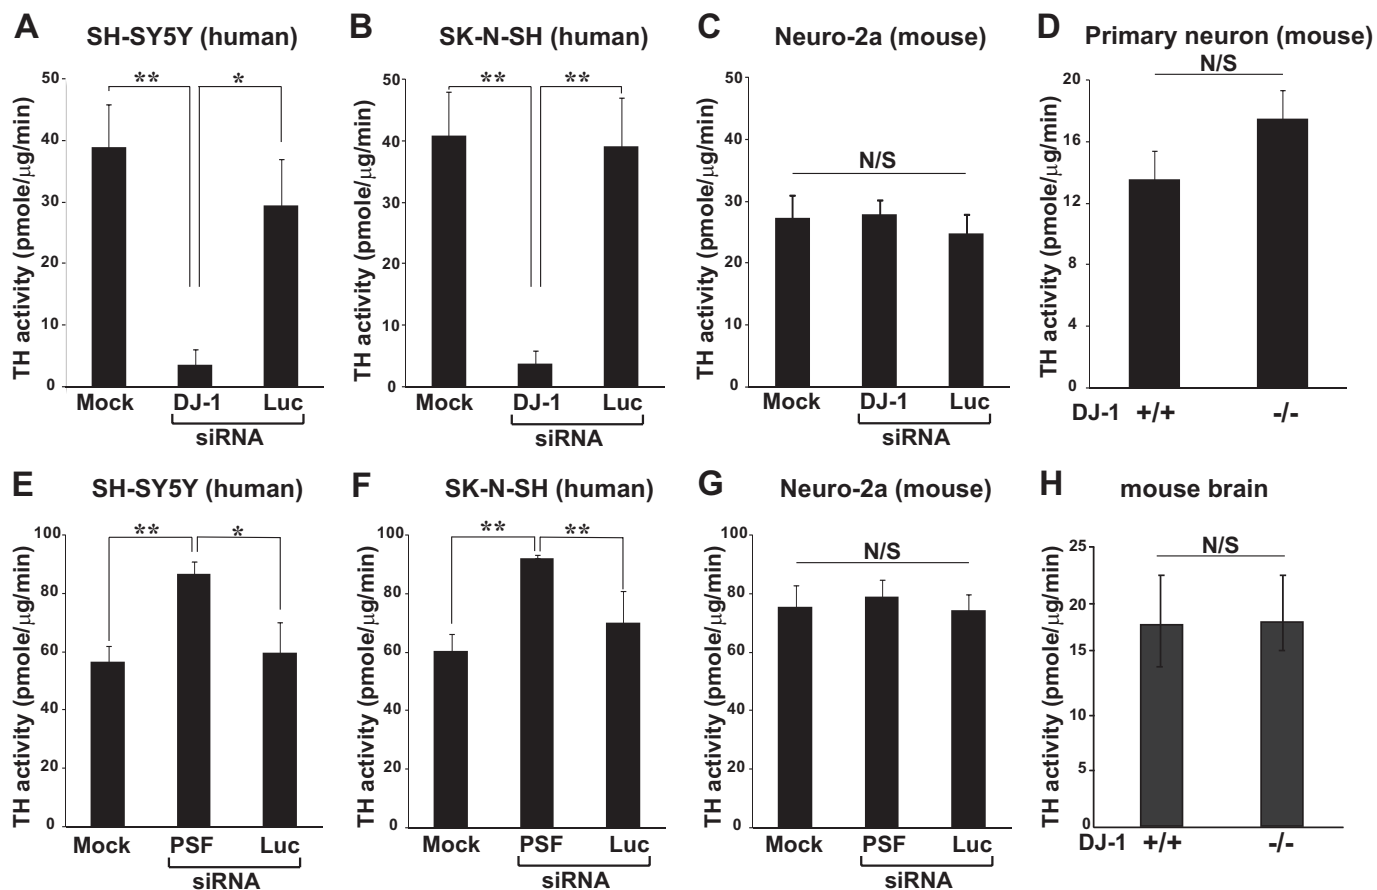 A SH-SY5Y (human)
** *
TH activity (pmole/μg/min)
50
40
30
20
10
0
Mock DJ-1 Luc
siRNA
B SK-N-SH (human)
** **
TH activity (pmole/μg/min)
50
40
30
20
10
0
Mock DJ-1 Luc
siRNA
C Neuro-2a (mouse)
N/S
TH activity (pmole/μg/min)
50
40
30
20
10
0
Mock DJ-1 Luc
siRNA
D Primary neuron (mouse)
N/S
TH activity (pmole/μg/min)
20
16
12
8
4
0
DJ-1 +/+ -/-
E SH-SY5Y (human)
** *
TH activity (pmole/μg/min)
100
80
60
40
20
0
Mock PSF Luc
siRNA
F SK-N-SH (human)
** **
TH activity (pmole/μg/min)
100
80
60
40
20
0
Mock PSF Luc
siRNA
G Neuro-2a (mouse)
N/S
TH activity (pmole/μg/min)
100
80
60
40
20
0
Mock PSF Luc
siRNA
H mouse brain
N/S
TH activity (pmole/μg/min)
25
20
15
10
5
0
DJ-1 +/+ -/-